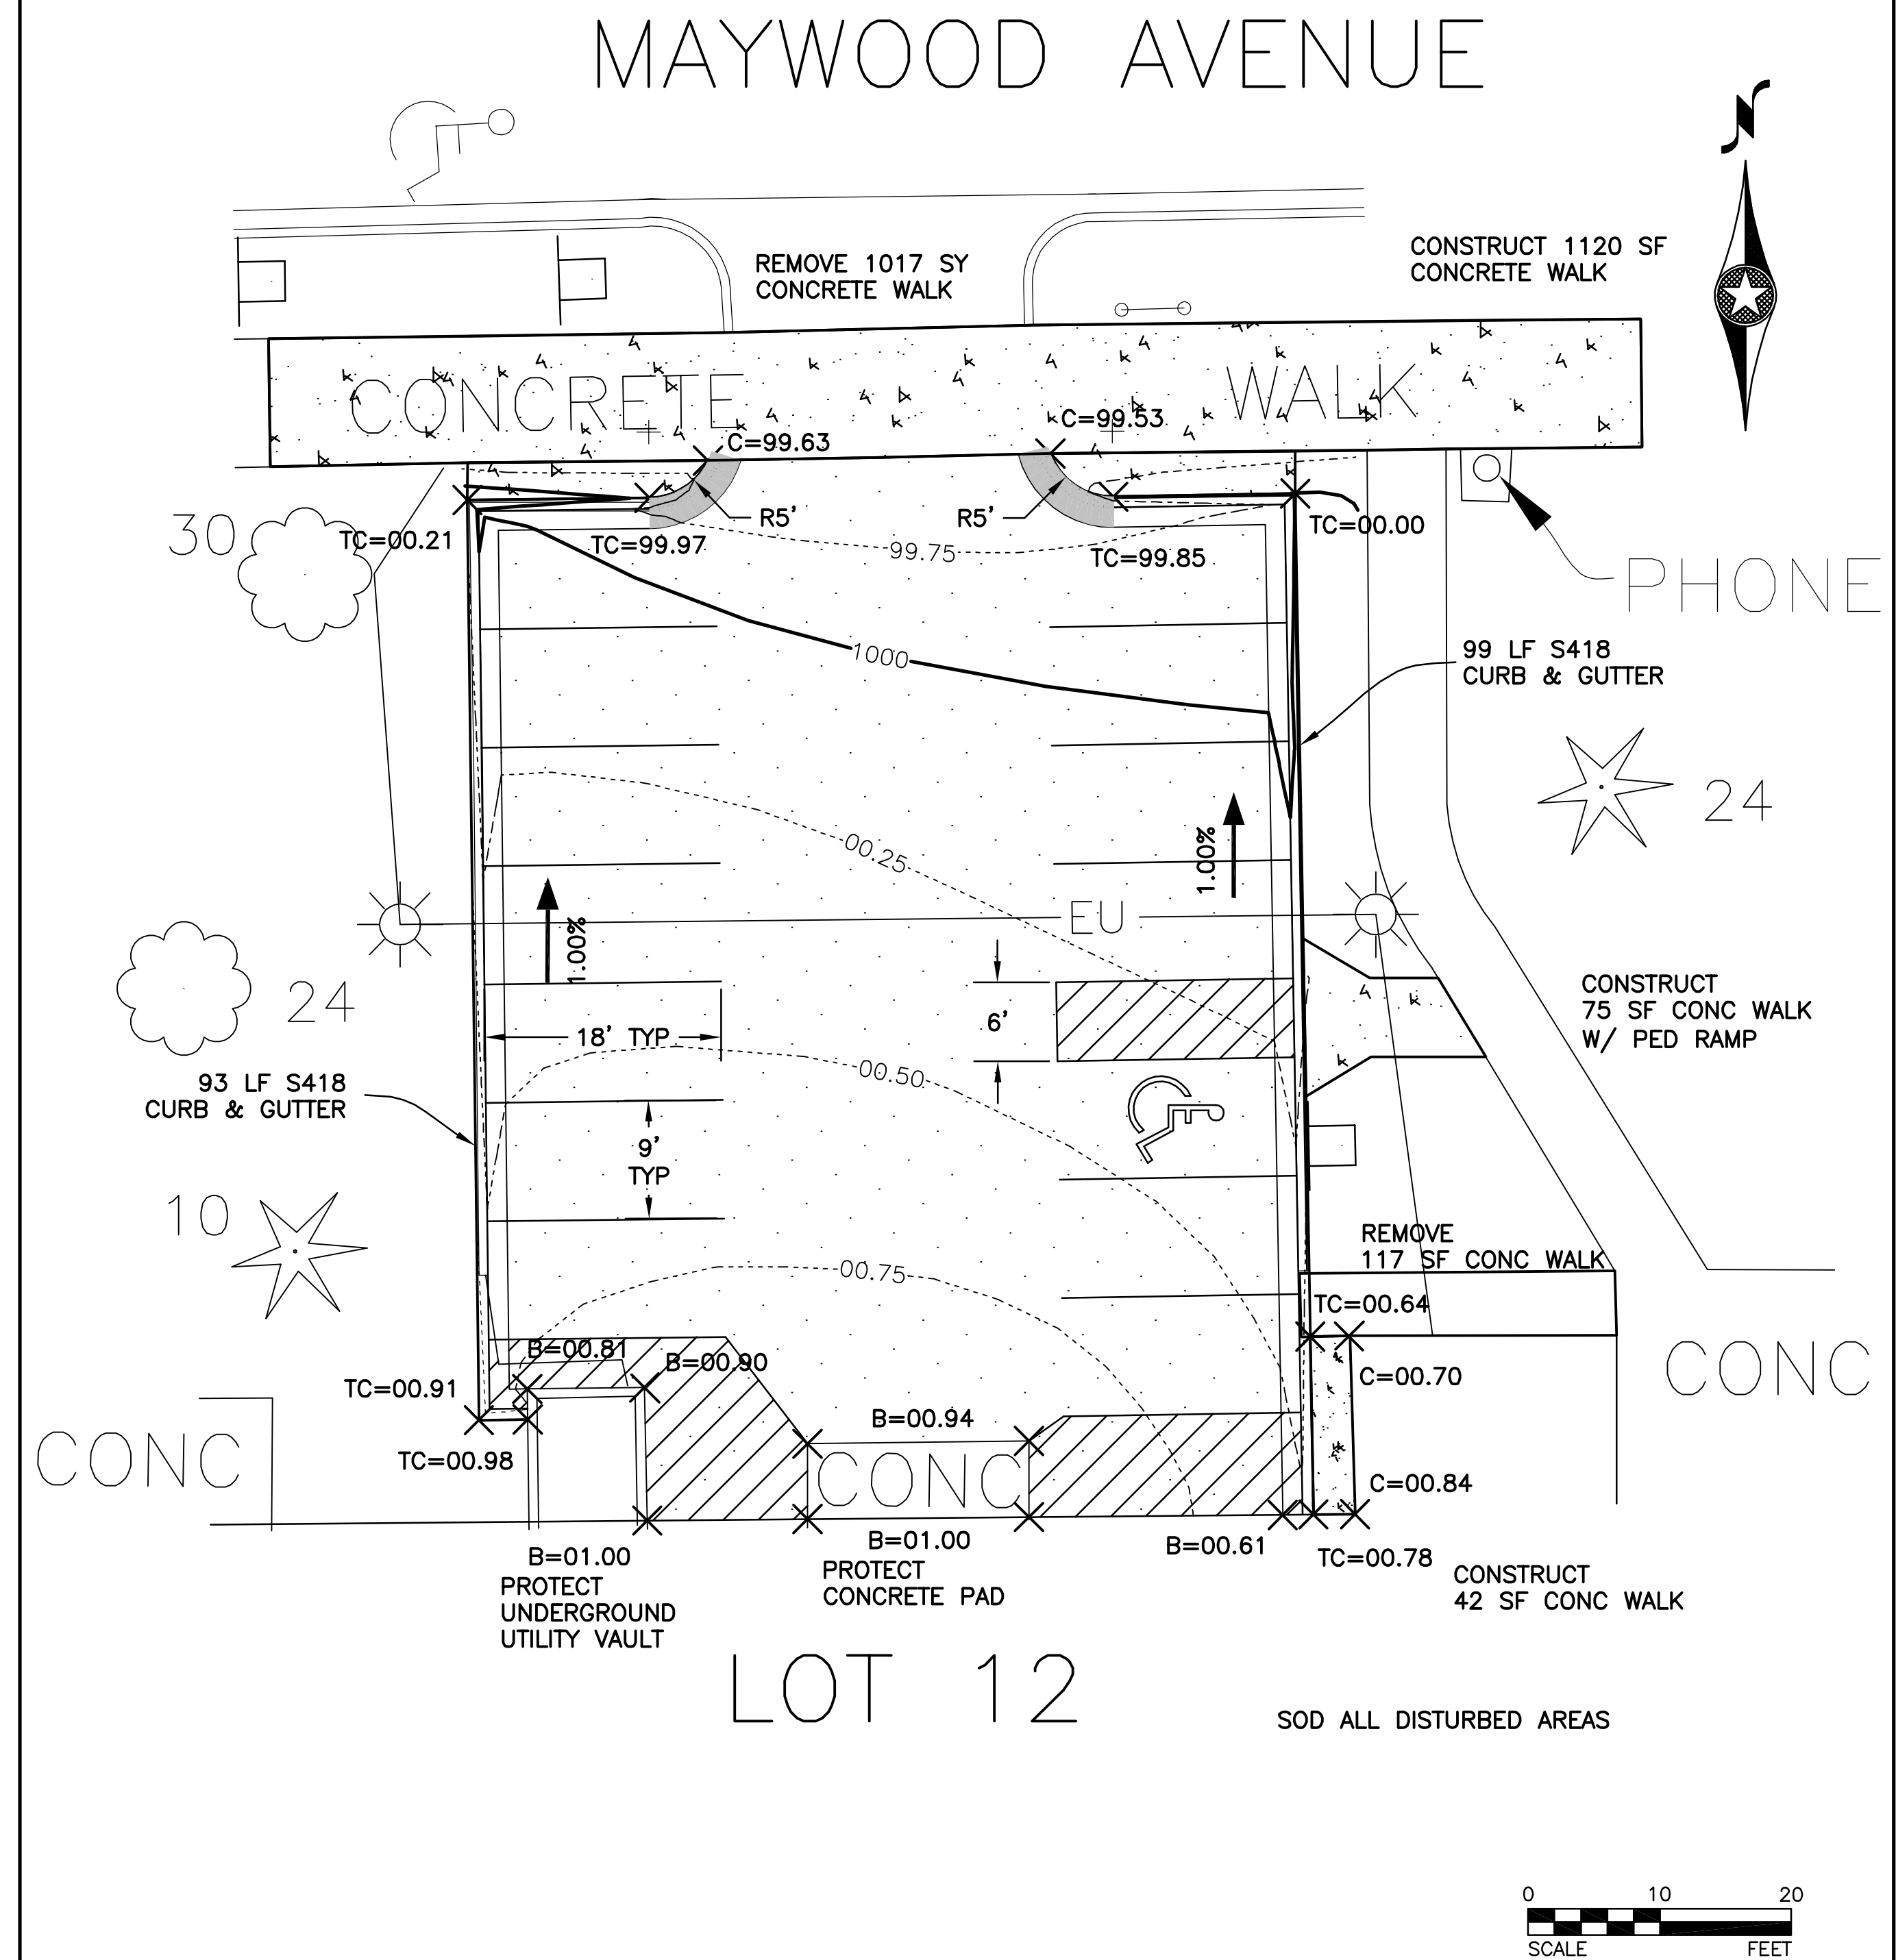 MAYWOOD AVENUE
N
REMOVE 1017 SY
CONCRETE WALK
CONSTRUCT 1120 SF
CONCRETE WALK
CONCRETE WALK
C=99.63
C=99.53
R5'
R5'
30
TC=00.21
TC=99.97
99.75
TC=99.85
TC=00.00
PHONE
1000
99 LF S418
CURB & GUTTER
24
00.25
1.00%
1.00%
EU
24
18' TYP
6'
CONSTRUCT
75 SF CONC WALK
W/ PED RAMP
00.50
93 LF S418
CURB & GUTTER
9'
TYP
10
REMOVE
117 SF CONC WALK
00.75
TC=00.64
B=00.81
B=00.90
TC=00.91
C=00.70
CONC
B=00.94
CONC
TC=00.98
CONC
C=00.84
B=01.00
B=01.00
B=00.61
TC=00.78
PROTECT
UNDERGROUND
UTILITY VAULT
PROTECT
CONCRETE PAD
CONSTRUCT
42 SF CONC WALK
LOT 12
SOD ALL DISTURBED AREAS
0 10 20
SCALE FEET